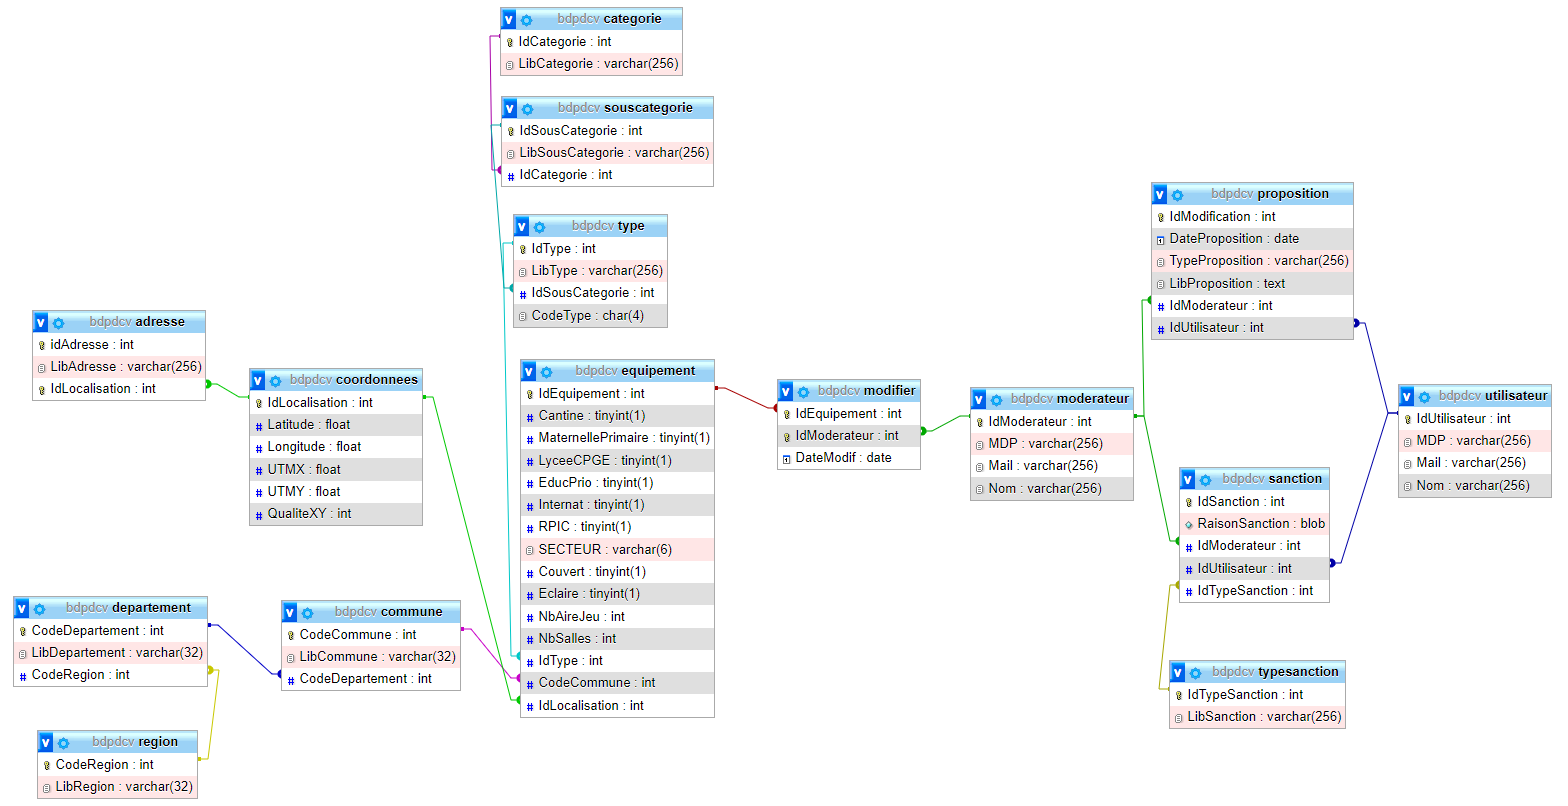 bdpdcv categorie
IdCategorie : int
LibCategorie : varchar(256)
bdpdcv souscategorie
IdSousCategorie : int
LibSousCategorie : varchar(256)
IdCategorie : int
bdpdcv type
IdType : int
LibType : varchar(256)
IdSousCategorie : int
CodeType : char(4)
bdpdcv adresse
idAdresse : int
LibAdresse : varchar(256)
IdLocalisation : int
bdpdcv coordonnees
IdLocalisation : int
Latitude : float
Longitude : float
UTMX : float
UTMY : float
QualiteXY : int
bdpdcv departement
CodeDepartement : int
LibDepartement : varchar(32)
CodeRegion : int
bdpdcv region
CodeRegion : int
LibRegion : varchar(32)
bdpdcv commune
CodeCommune : int
LibCommune : varchar(32)
CodeDepartement : int
bdpdcv equipement
IdEquipement : int
Cantine : tinyint(1)
MaternellePrimaire : tinyint(1)
LyceeCPGE : tinyint(1)
EducPrio : tinyint(1)
Internat : tinyint(1)
RPIC : tinyint(1)
SECTEUR : varchar(6)
Couvert : tinyint(1)
Eclaire : tinyint(1)
NbAireJeu : int
NbSalles : int
IdType : int
CodeCommune : int
IdLocalisation : int
bdpdcv modifier
IdEquipement : int
IdModerateur : int
DateModif : date
bdpdcv moderateur
IdModerateur : int
MDP : varchar(256)
Mail : varchar(256)
Nom : varchar(256)
bdpdcv proposition
IdModification : int
DateProposition : date
TypeProposition : varchar(256)
LibProposition : text
IdModerateur : int
IdUtilisateur : int
bdpdcv utilisateur
IdUtilisateur : int
MDP : varchar(256)
Mail : varchar(256)
Nom : varchar(256)
bdpdcv sanction
IdSanction : int
RaisonSanction : blob
IdModerateur : int
IdUtilisateur : int
IdTypeSanction : int
bdpdcv typesanction
IdTypeSanction : int
LibSanction : varchar(256)